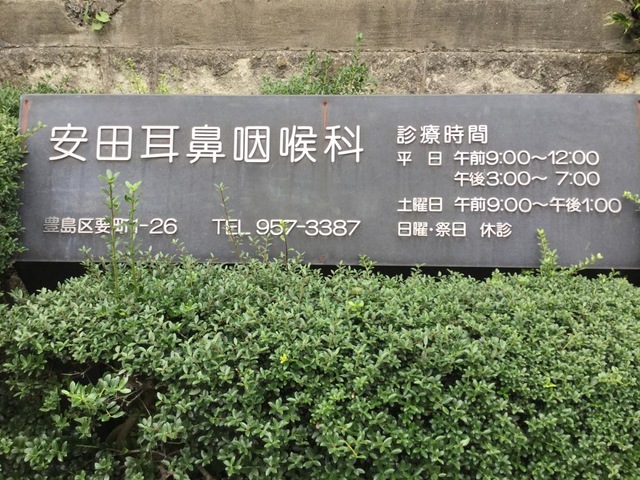 安田耳鼻咽喉科
豊島区要町1-26 TEL 957-3387
診療時間
平 日 午前9:00〜12:00
午後3:00〜 7:00
土曜日 午前9:00〜午後1:00
日曜・祭日 休診